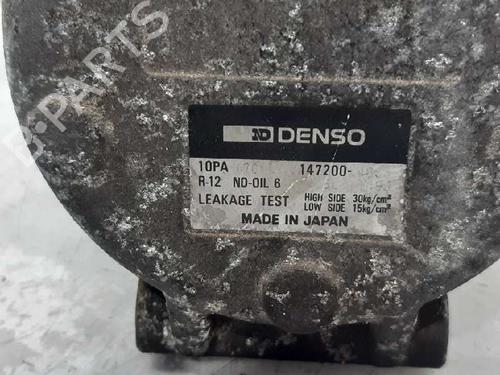 B-PARTS
ND DENSO
10PA 147200-
R-12 ND-OIL 6
LEAKAGE TEST HIGH SIDE 30kg/cm²
LOW SIDE 15kg/cm²
MADE IN JAPAN